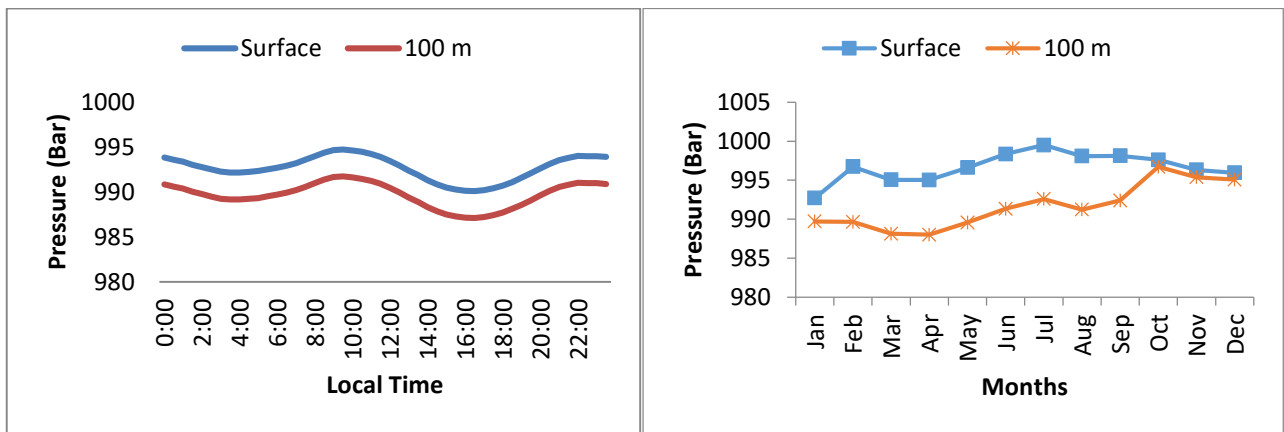 Surface 100 m
1000
995
990
985
980
Pressure (Bar)
0:00 2:00 4:00 6:00 8:00 10:00 12:00 14:00 16:00 18:00 20:00 22:00
Local Time
Surface 100 m
1005
1000
995
990
985
980
Pressure (Bar)
Jan Feb Mar Apr May Jun Jul Aug Sep Oct Nov Dec
Months